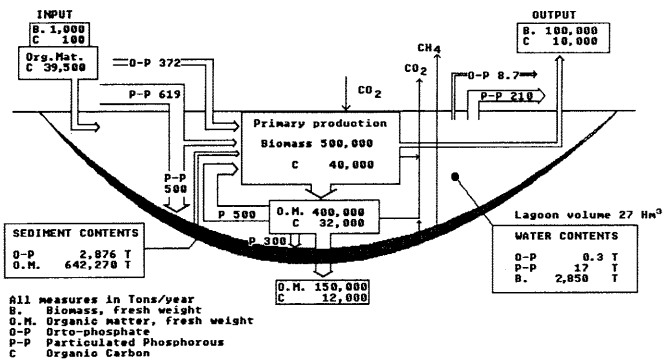 INPUT
B. 1,000
C 100
Org.Mat.
C 39,500
O-P 372
P-P 619
P-P
500
CO2
CO2
CH4
OUTPUT
B. 100,000
C 10,000
O-P 8.7
P-P 210
Primary production
Biomass 500,000
C 40,000
P 500
O.M. 400,000
C 32,000
P 300
O.M. 150,000
C 12,000
SEDIMENT CONTENTS
O-P 2,876 T
O.M. 642,270 T
Lagoon volume 27 Hm3
WATER CONTENTS
O-P 0.3 T
P-P 17 T
B. 2,850 T
All measures in Tons/year
B. Biomass, fresh weight
O.M. Organic matter, fresh weight
O-P Orto-phosphate
P-P Particulated Phosphorous
C Organic Carbon